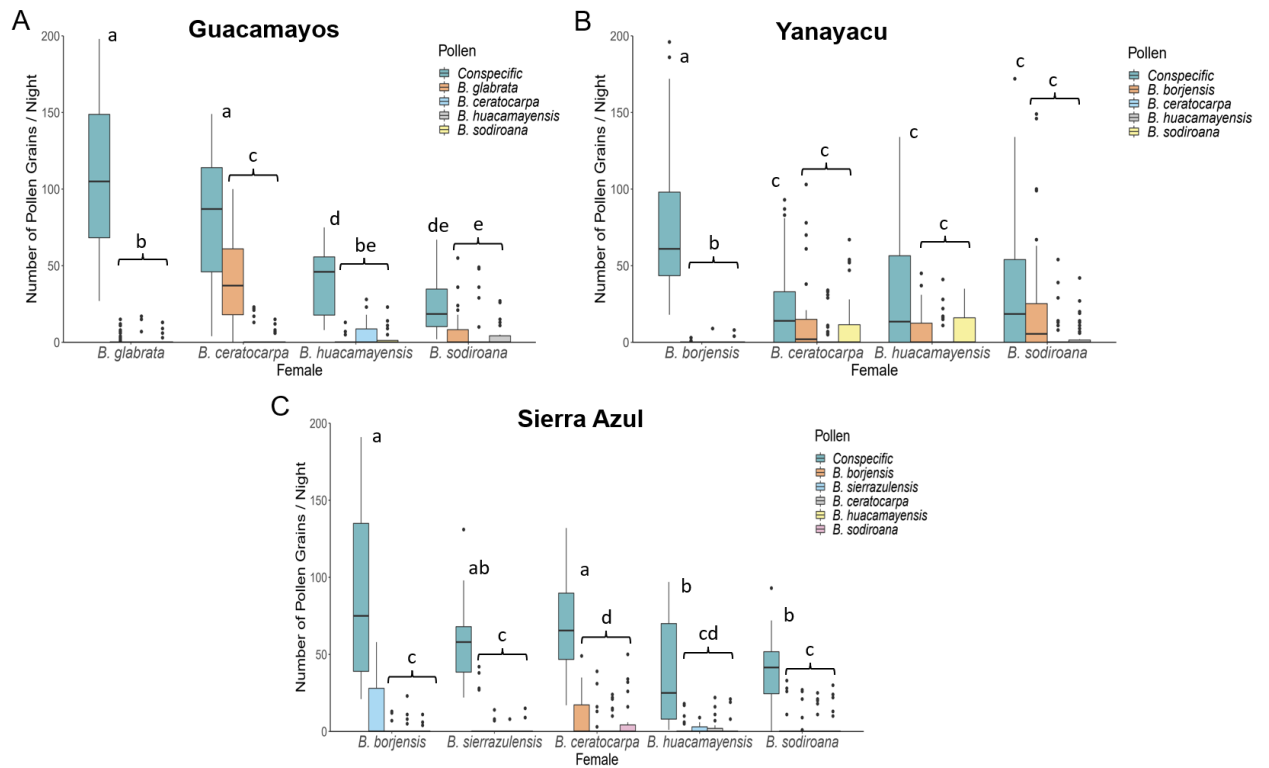 A
Guacamayos
Number of Pollen Grains / Night
200
150
100
50
0
a
b
a
c
d
be
de
e
Pollen
Conspecific
B. glabrata
B. ceratocarpa
B. huacamayensis
B. sodiroana
B. glabrata
B. ceratocarpa
B. huacamayensis
B. sodiroana
Female
B
Yanayacu
Number of Pollen Grains / Night
200
150
100
50
0
a
b
c
c
c
c
c
c
Pollen
Conspecific
B. borjensis
B. ceratocarpa
B. huacamayensis
B. sodiroana
B. borjensis
B. ceratocarpa
B. huacamayensis
B. sodiroana
Female
C
Sierra Azul
Number of Pollen Grains / Night
200
150
100
50
0
a
c
ab
c
a
d
b
cd
b
c
Pollen
Conspecific
B. borjensis
B. sierrazulensis
B. ceratocarpa
B. huacamayensis
B. sodiroana
B. borjensis
B. sierrazulensis
B. ceratocarpa
B. huacamayensis
B. sodiroana
Female